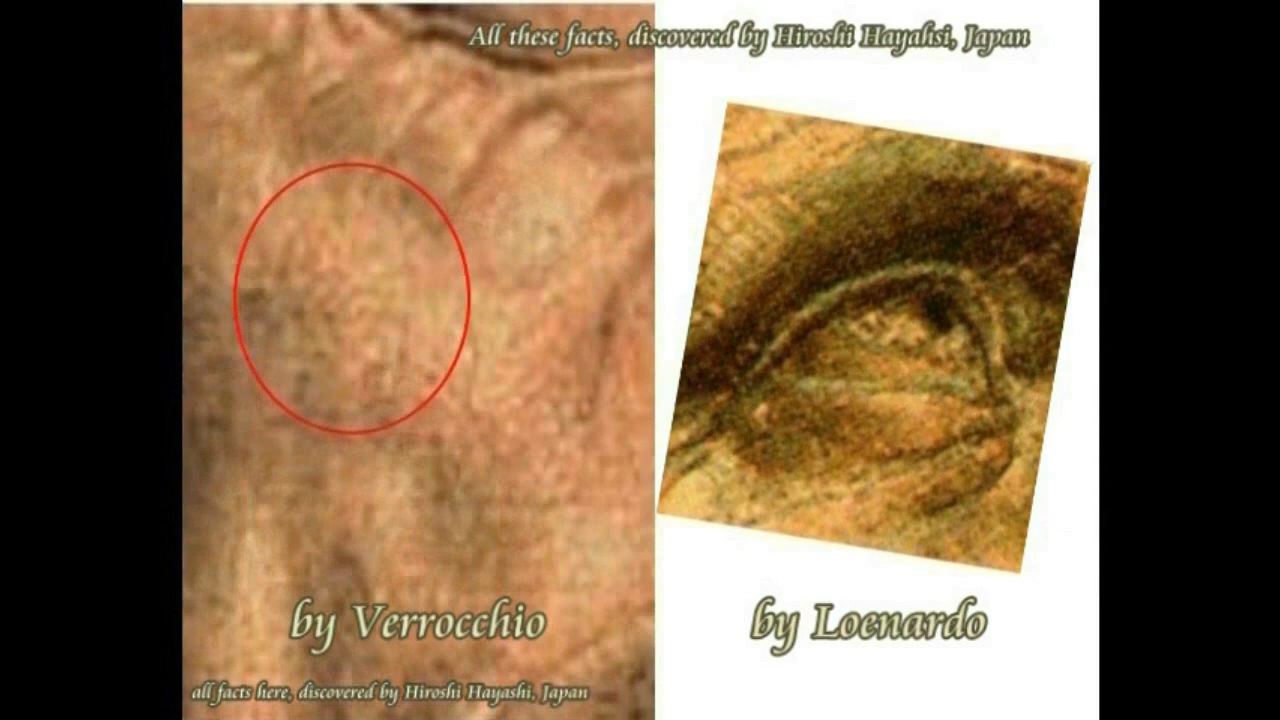 All these facts, discovered by Hiroshi Hayahsi, Japan
by Verrocchio
by Loenardo
all facts here, discovered by Hiroshi Hayashi, Japan